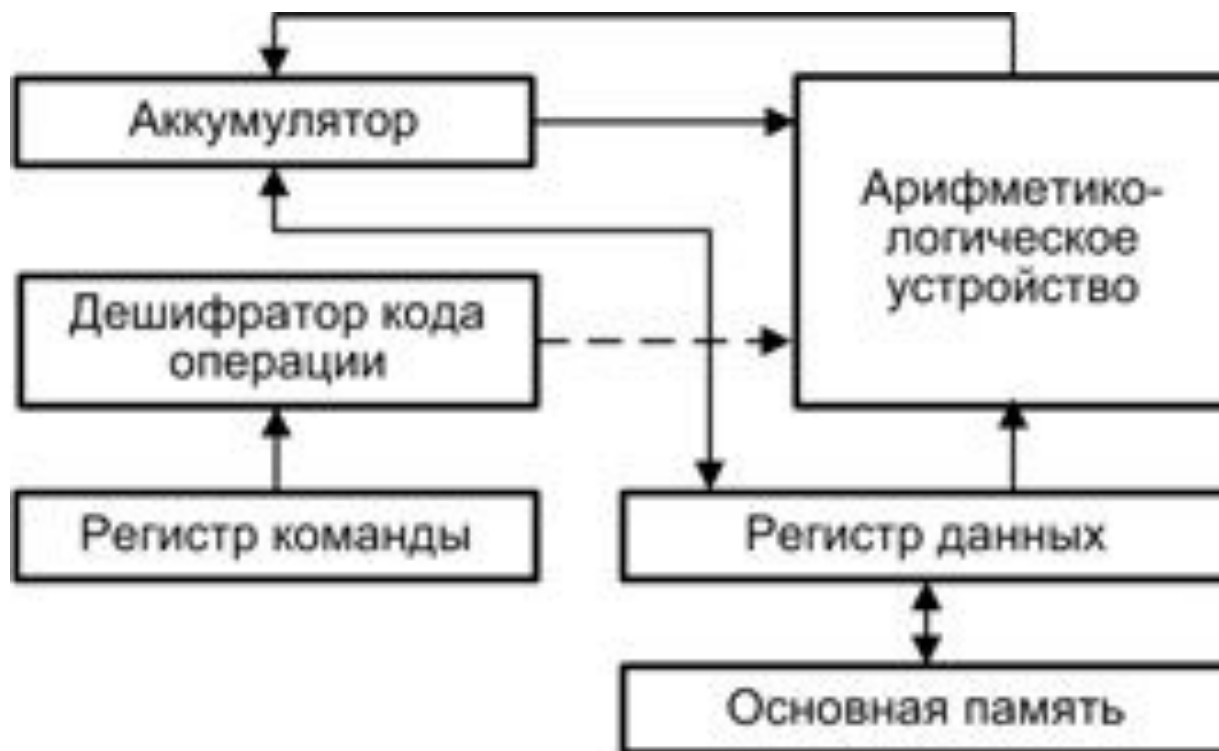 Аккумулятор
Арифметико-
логическое
устройство
Дешифратор кода
операции
Регистр команды
Регистр данных
Основная память